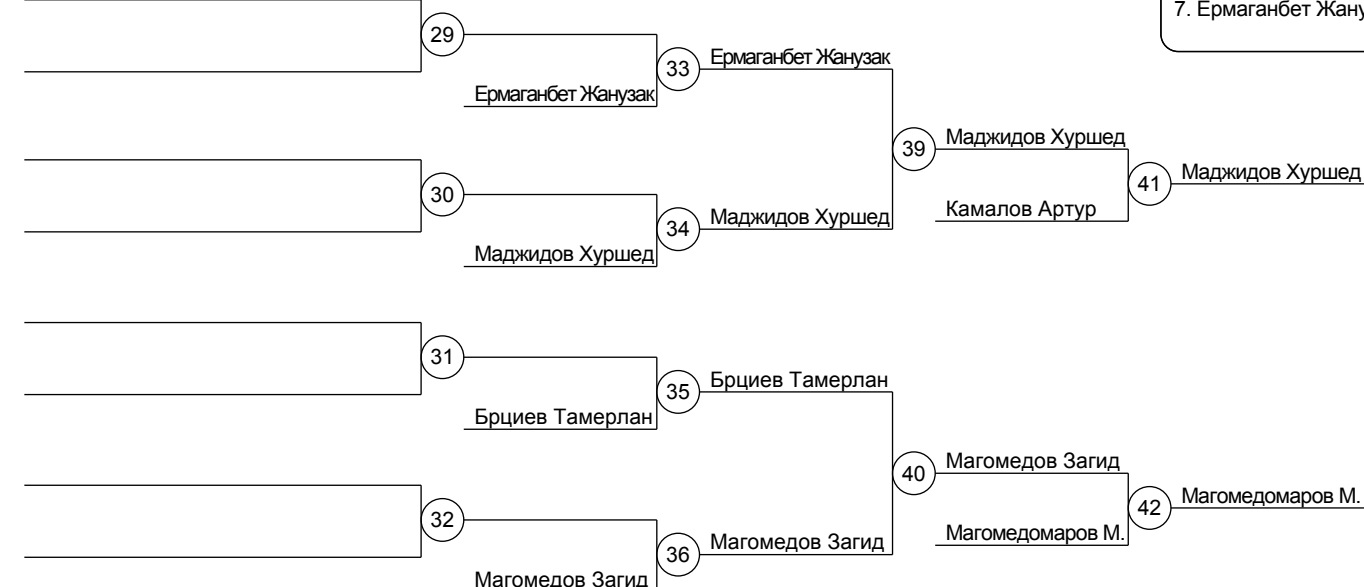 7. Ермаганбет Жану
29
33
Ермаганбет Жанузак
Ермаганбет Жанузак
39
Маджидов Хуршед
41
Маджидов Хуршед
30
34
Маджидов Хуршед
Камалов Артур
Маджидов Хуршед
31
35
Брциев Тамерлан
Брциев Тамерлан
40
Магомедов Загид
42
Магомедомаров М.
32
36
Магомедов Загид
Магомедомаров М.
Магомедов Загид